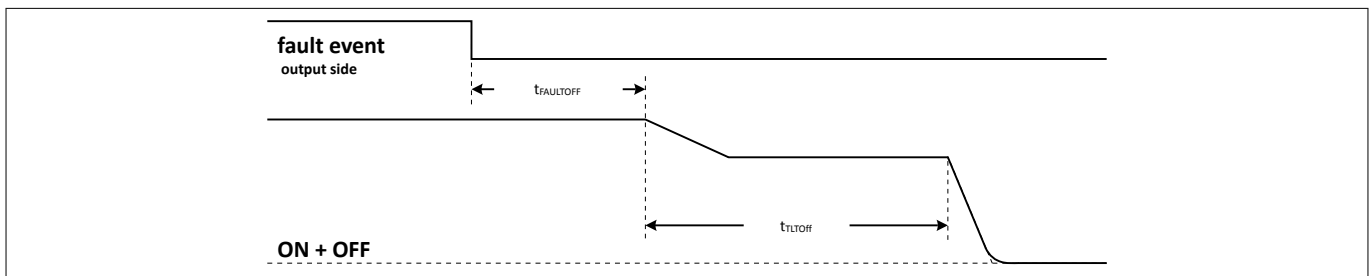 fault event
output side
tFAULTOFF
tTLTOff
ON + OFF